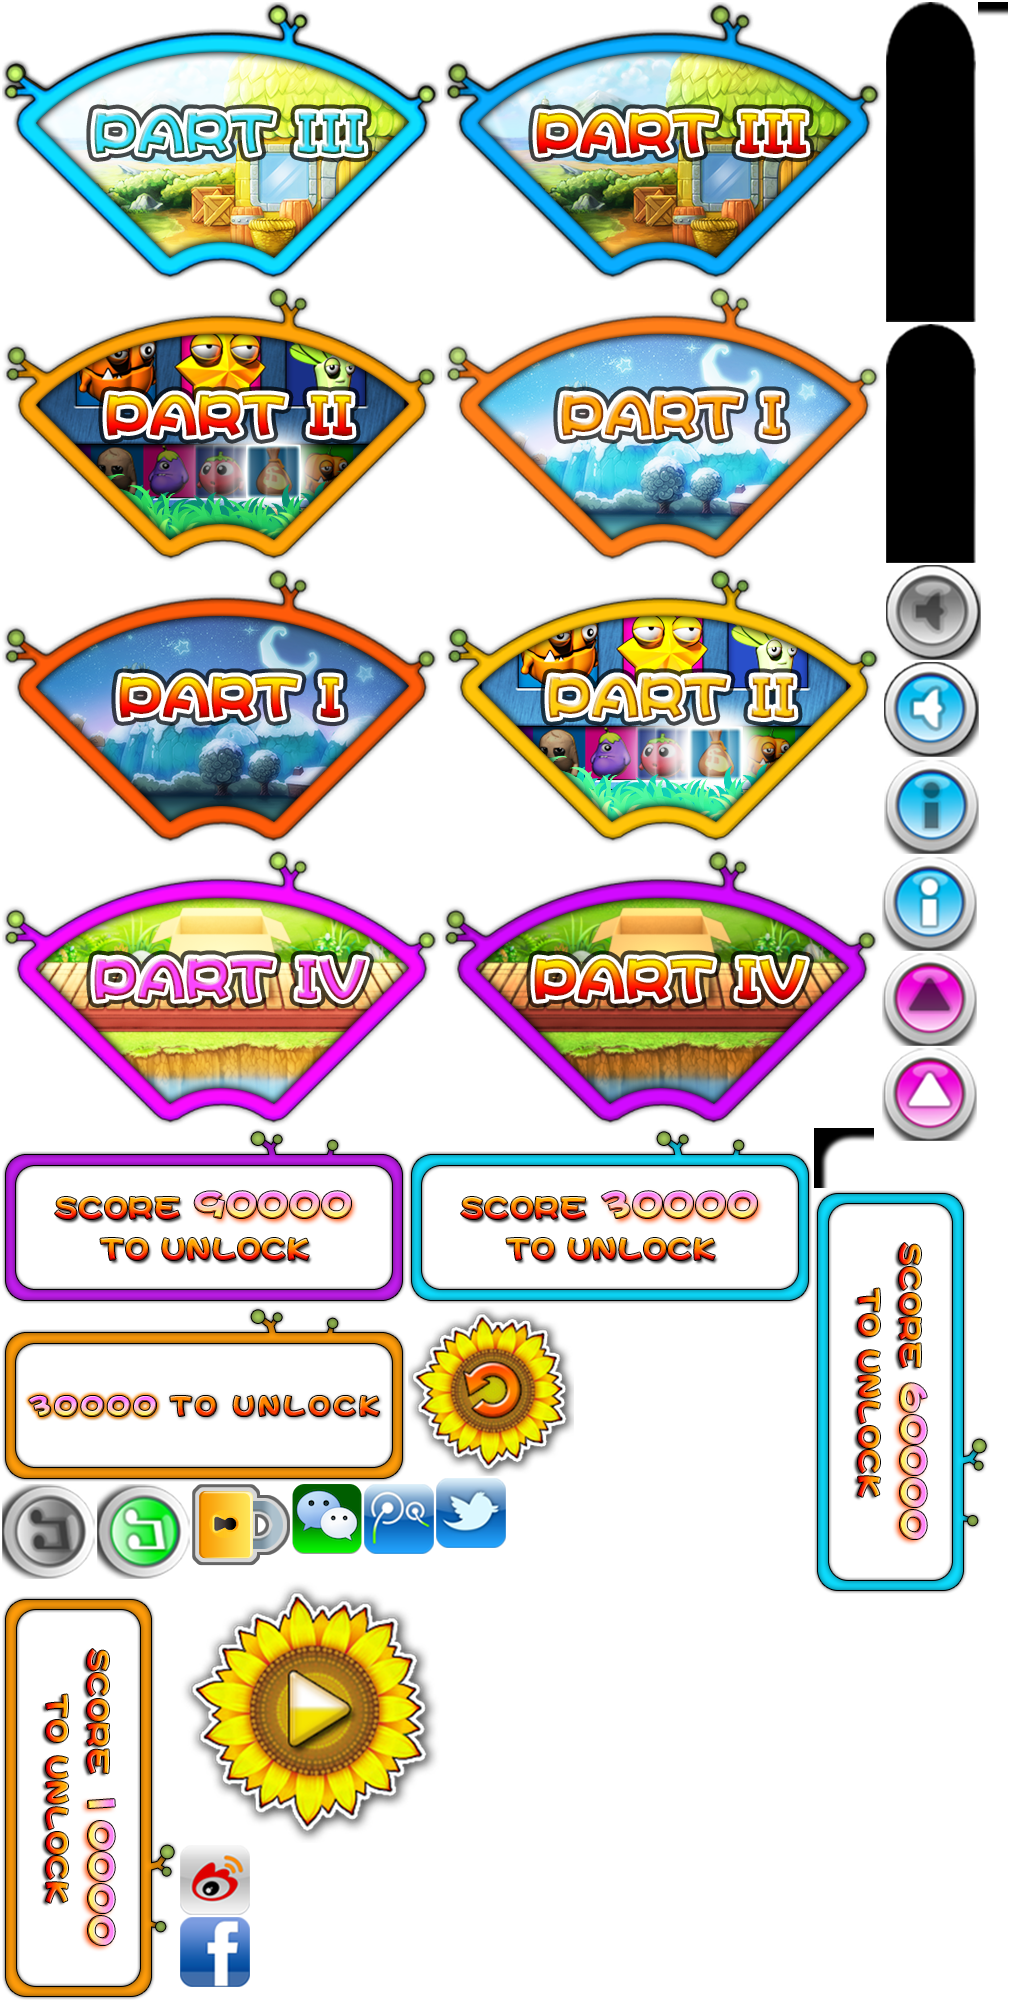 PART III
PART III
PART II
PART I
PART I
PART II
PART IV
PART IV
SCORE 90000
TO UNLOCK
SCORE 30000
TO UNLOCK
SCORE 60000
TO UNLOCK
30000 TO UNLOCK
SCORE 10000
TO UNLOCK